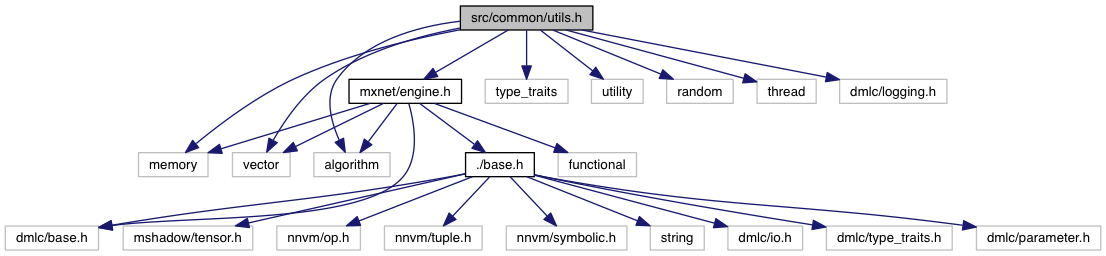 src/common/utils.h
mxnet/engine.h
type_traits
utility
random
thread
dmlc/logging.h
memory
vector
algorithm
./base.h
functional
dmlc/base.h
mshadow/tensor.h
nnvm/op.h
nnvm/tuple.h
nnvm/symbolic.h
string
dmlc/io.h
dmlc/type_traits.h
dmlc/parameter.h